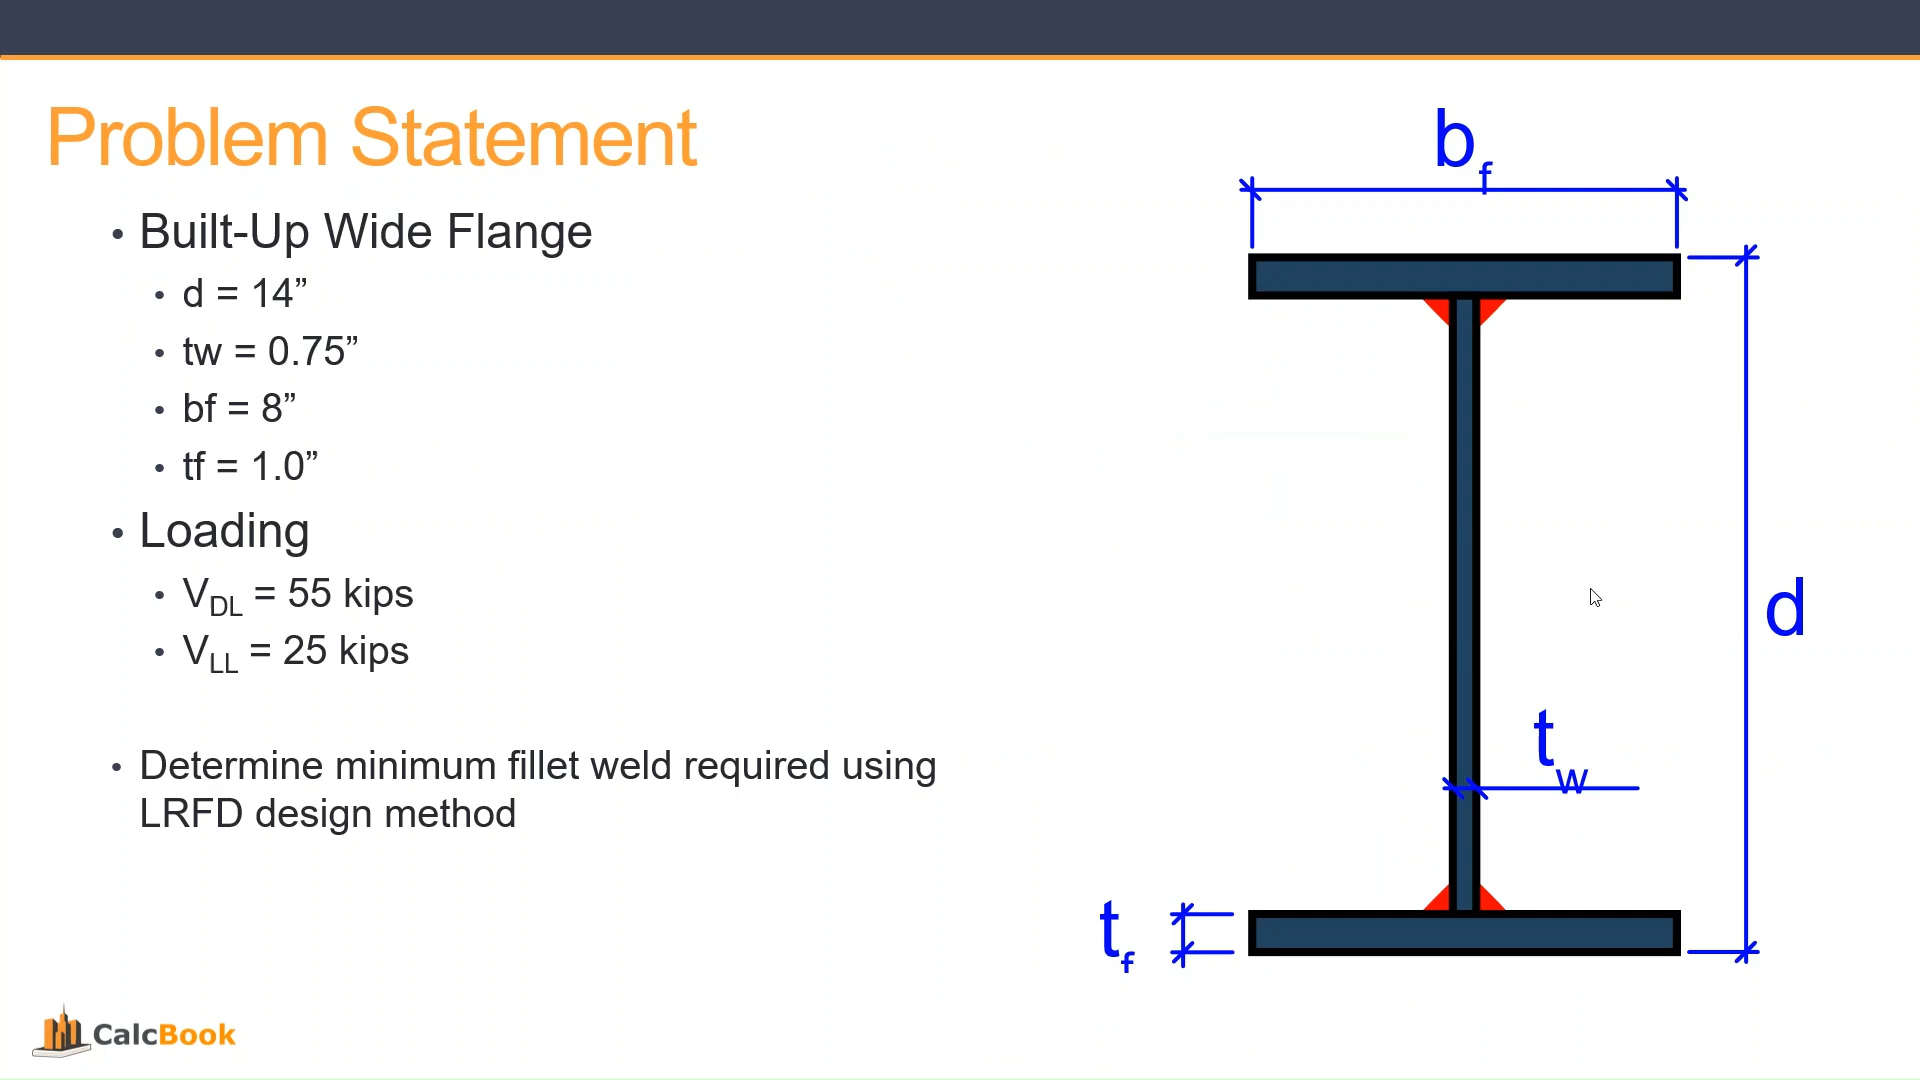 Problem Statement
• Built-Up Wide Flange
• d = 14”
• tw = 0.75”
• bf = 8”
• tf = 1.0”
• Loading
• VDL = 55 kips
• VLL = 25 kips
• Determine minimum fillet weld required using
LRFD design method
bf
d
tw
tf
CalcBook